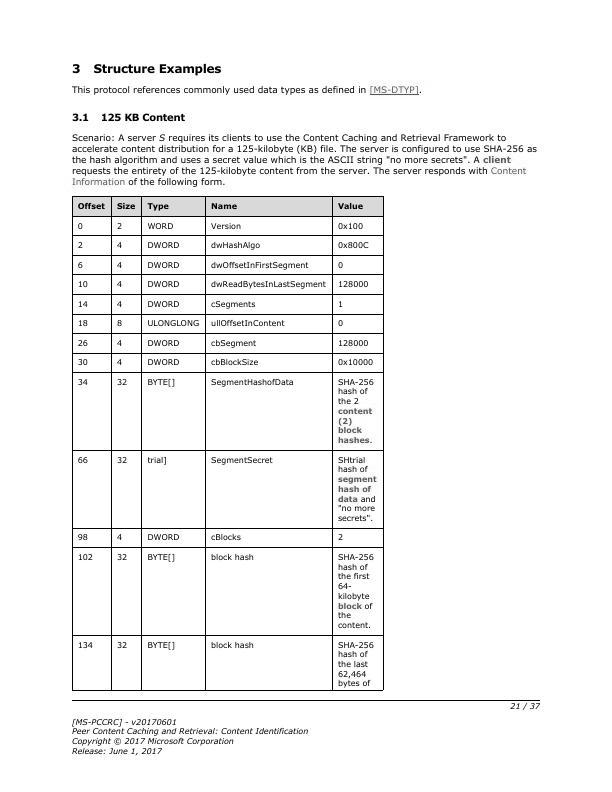 3 Structure Examples
This protocol references commonly used data types as defined in [MS-DTYP].
3.1 125 KB Content
Scenario: A server S requires its clients to use the Content Caching and Retrieval Framework to
accelerate content distribution for a 125-kilobyte (KB) file. The server is configured to use SHA-256 as
the hash algorithm and uses a secret value which is the ASCII string "no more secrets". A client
requests the entirety of the 125-kilobyte content from the server. The server responds with Content
Information of the following form.
Offset Size Type Name Value
0 2 WORD Version 0x100
2 4 DWORD dwHashAlgo 0x800C
6 4 DWORD dwOffsetInFirstSegment 0
10 4 DWORD dwReadBytesInLastSegment 128000
14 4 DWORD cSegments 1
18 8 ULONGLONG ullOffsetInContent 0
26 4 DWORD cbSegment 128000
30 4 DWORD cbBlockSize 0x10000
34 32 BYTE[] SegmentHashofData SHA-256
hash of
the 2
content
(2)
block
hashes.
66 32 trial] SegmentSecret SHtrial
hash of
segment
hash of
data and
"no more
secrets".
98 4 DWORD cBlocks 2
102 32 BYTE[] block hash SHA-256
hash of
the first
64-
kilobyte
block of
the
content.
134 32 BYTE[] block hash SHA-256
hash of
the last
62,464
bytes of
21 / 37
[MS-PCCRC] - v20170601
Peer Content Caching and Retrieval: Content Identification
Copyright © 2017 Microsoft Corporation
Release: June 1, 2017